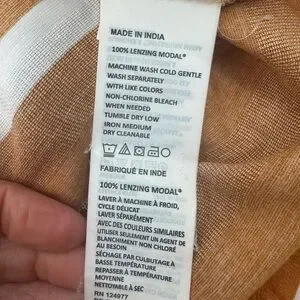 MADE IN INDIA
100% LENZING MODAL®
MACHINE WASH COLD GENTLE
WASH SEPARATELY
WITH LIKE COLORS
NON-CHLORINE BLEACH
WHEN NEEDED
TUMBLE DRY LOW
IRON MEDIUM
DRY CLEANABLE
FABRIQUÉ EN INDE
100% LENZING MODAL®
LAVER À MACHINE À FROID,
CYCLE DÉLICAT
LAVER SÉPARÉMENT
AVEC DES COULEURS SIMILAIRES
UTILISER SEULEMENT UN AGENT DE
BLANCHIMENT NON CHLORÉ
AU BESOIN
SÉCHAGE PAR CULBUTAGE À
BASSE TEMPÉRATURE
REPASSER À TEMPÉRATURE
MOYENNE
NETTOYABLE À SEC
RN 124977